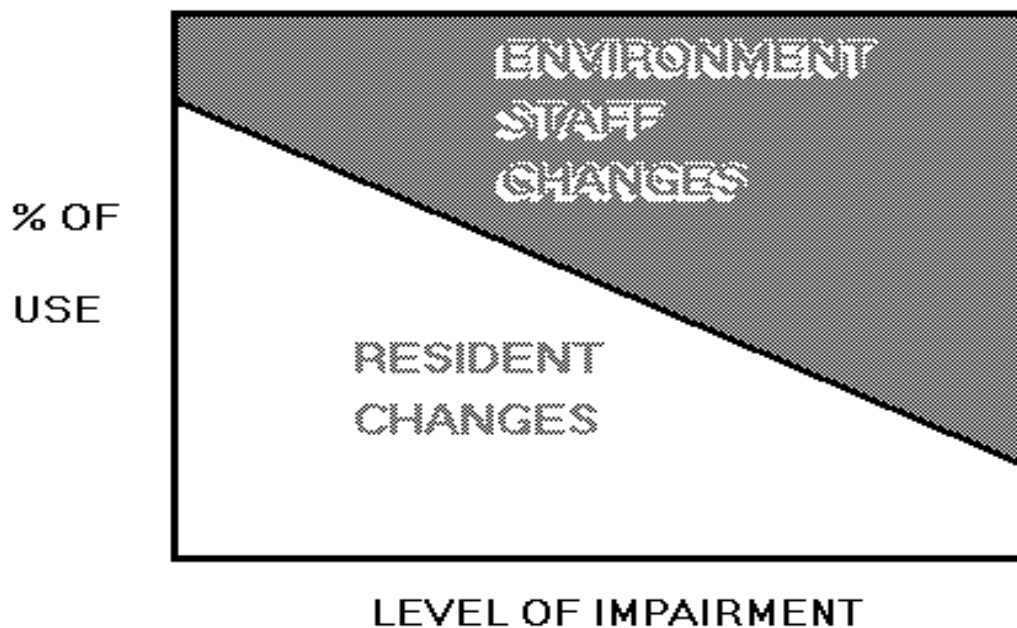 ENVIRONMENT
STAFF
CHANGES
% OF
USE
RESIDENT
CHANGES
LEVEL OF IMPAIRMENT